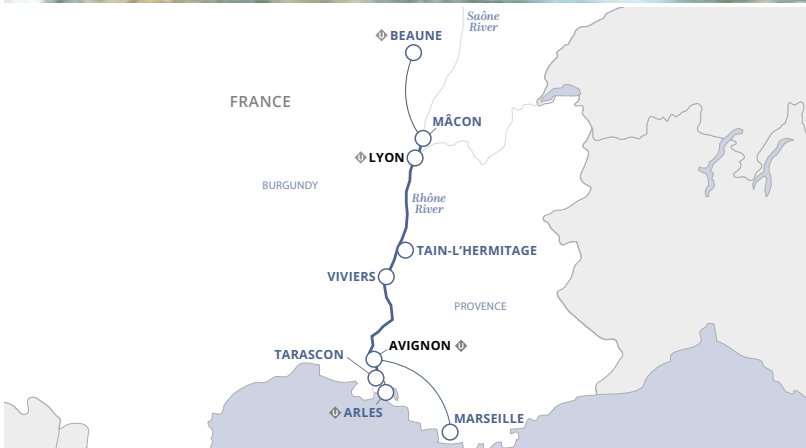 Saône
River
BEAUNE
FRANCE
MÂCON
LYON
BURGUNDY
Rhône
River
TAIN-L’HERMITAGE
VIVIERS
PROVENCE
AVIGNON
TARASCON
ARLES
MARSEILLE